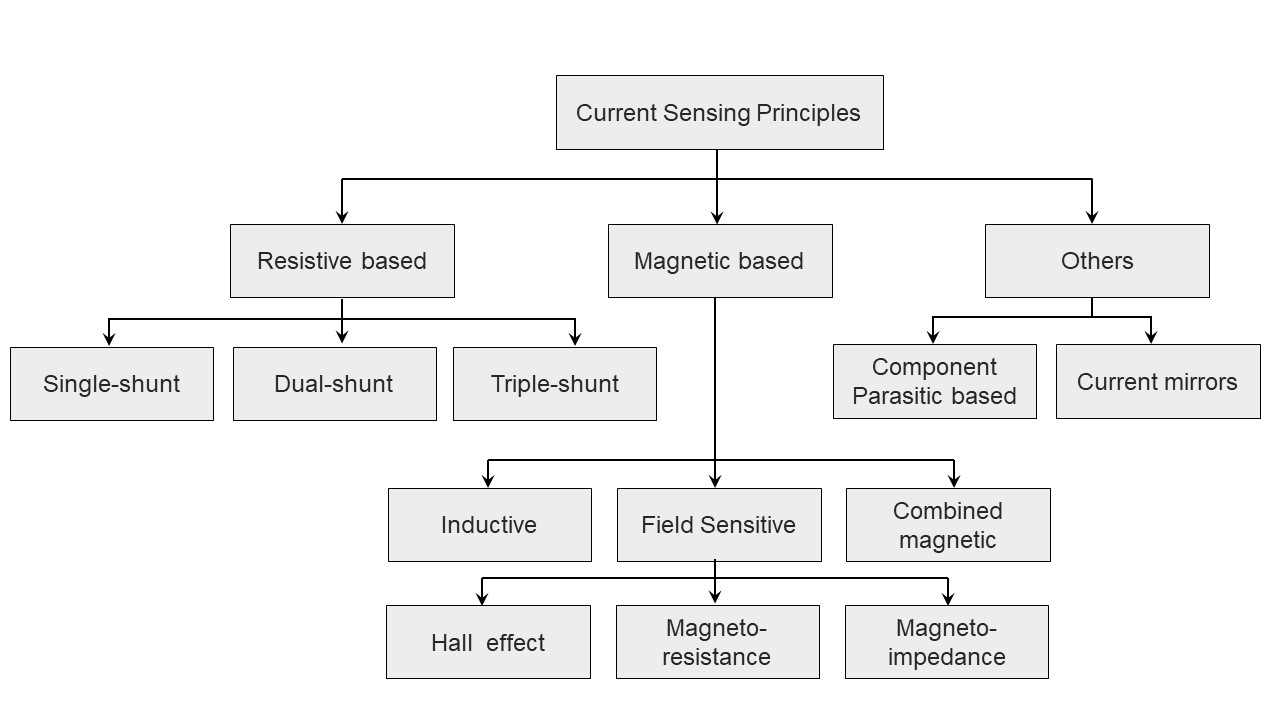 Current Sensing Principles
Resistive based
Magnetic based
Others
Single-shunt
Dual-shunt
Triple-shunt
Component
Parasitic based
Current mirrors
Inductive
Field Sensitive
Combined
magnetic
Hall effect
Magneto-
resistance
Magneto-
impedance